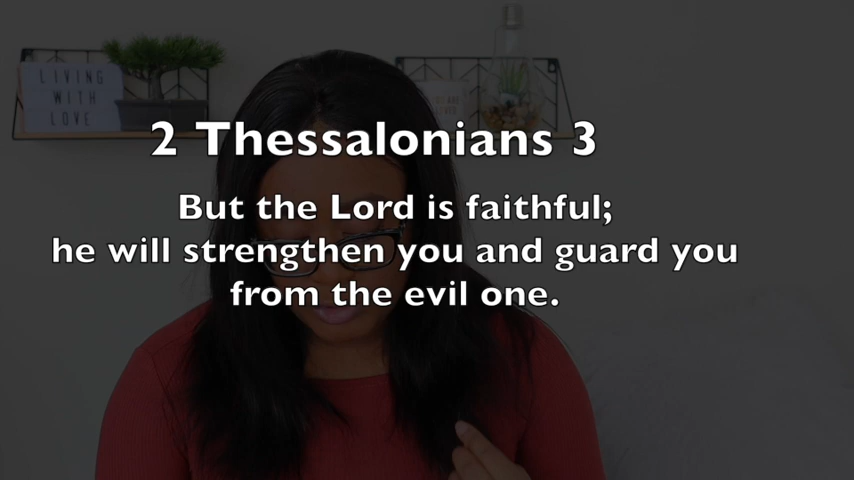 LIVING
WITH
LOVE
2 Thessalonians 3
But the Lord is faithful;
he will strengthen you and guard you
from the evil one.